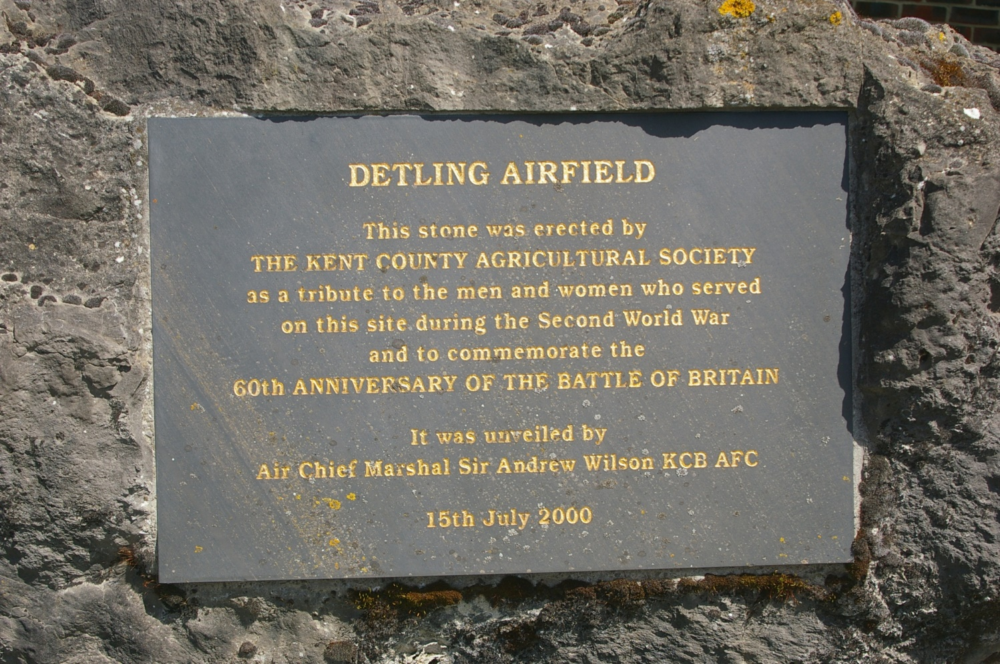 DETLING AIRFIELD
This stone was erected by
THE KENT COUNTY AGRICULTURAL SOCIETY
as a tribute to the men and women who served
on this site during the Second World War
and to commemorate the
60th ANNIVERSARY OF THE BATTLE OF BRITAIN
It was unveiled by
Air Chief Marshal Sir Andrew Wilson KCB AFC
15th July 2000